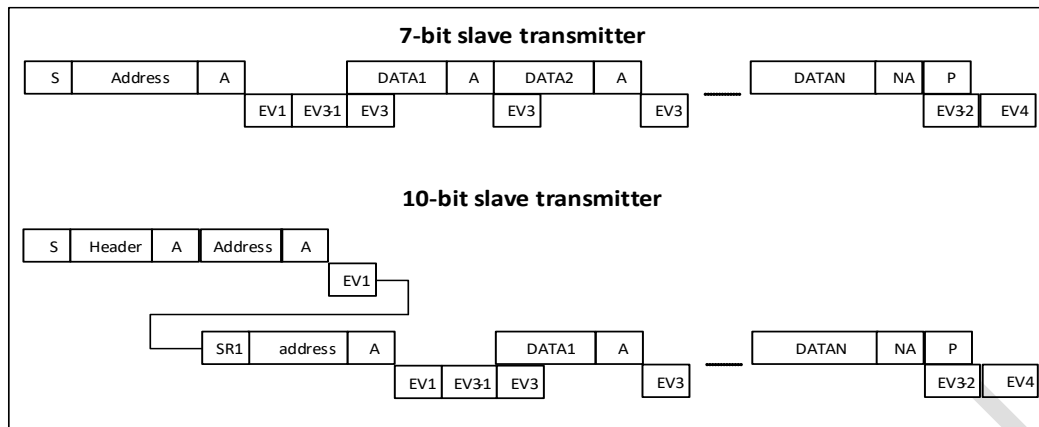 7-bit slave transmitter
S Address A DATA1 A DATA2 A DATAN NA P
EV1 EV3-1 EV3 EV3 EV3 EV3-2 EV4
10-bit slave transmitter
S Header A Address A
EV1
SR1 address A DATA1 A DATAN NA P
EV1 EV3-1 EV3 EV3 EV3-2 EV4